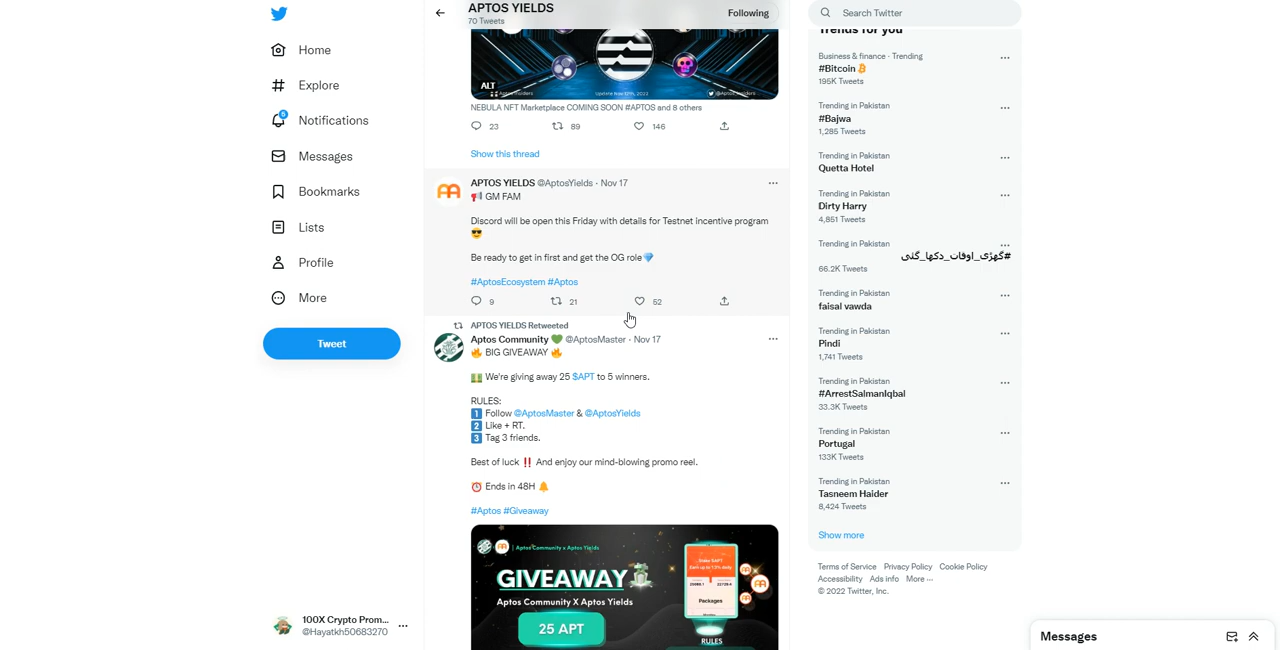 Home
Explore
6
Notifications
Messages
Bookmarks
Lists
Profile
More
Tweet
100X Crypto Prom...
@Hayatkh50683270
APTOS YIELDS
70 Tweets
Following
ALT
NEBULA NFT Marketplace COMING SOON #APTOS and 8 others
23 89 146
Show this thread
APTOS YIELDS @AptosYields · Nov 17
📢 GM FAM
Discord will be open this Friday with details for Testnet incentive program
😎
Be ready to get in first and get the OG role💎
#AptosEcosystem #Aptos
9 21 52
APTOS YIELDS Retweeted
Aptos Community 💚 @AptosMaster · Nov 17
🔥 BIG GIVEAWAY 🔥
💵 We're giving away 25 $APT to 5 winners.
RULES:
1️⃣ Follow @AptosMaster & @AptosYields
2️⃣ Like + RT.
3️⃣ Tag 3 friends.
Best of luck ‼️ And enjoy our mind-blowing promo reel.
⏰ Ends in 48H 🔔
#Aptos #Giveaway
Aptos Community x Aptos Yields
GIVEAWAY
Aptos Community X Aptos Yields
25 APT
Packages
RULES
Search Twitter
Trends for you
Business & finance · Trending
#Bitcoin
195K Tweets
Trending in Pakistan
#Bajwa
1,285 Tweets
Trending in Pakistan
Quetta Hotel
Trending in Pakistan
Dirty Harry
4,851 Tweets
Trending in Pakistan
#گھڑی_اوقات_دکھا_گئی
66.2K Tweets
Trending in Pakistan
faisal vawda
Trending in Pakistan
Pindi
1,741 Tweets
Trending in Pakistan
#ArrestSalmanIqbal
33.3K Tweets
Trending in Pakistan
Portugal
133K Tweets
Trending in Pakistan
Tasneem Haider
8,424 Tweets
Show more
Terms of Service Privacy Policy Cookie Policy
Accessibility Ads info More ...
© 2022 Twitter, Inc.
Messages